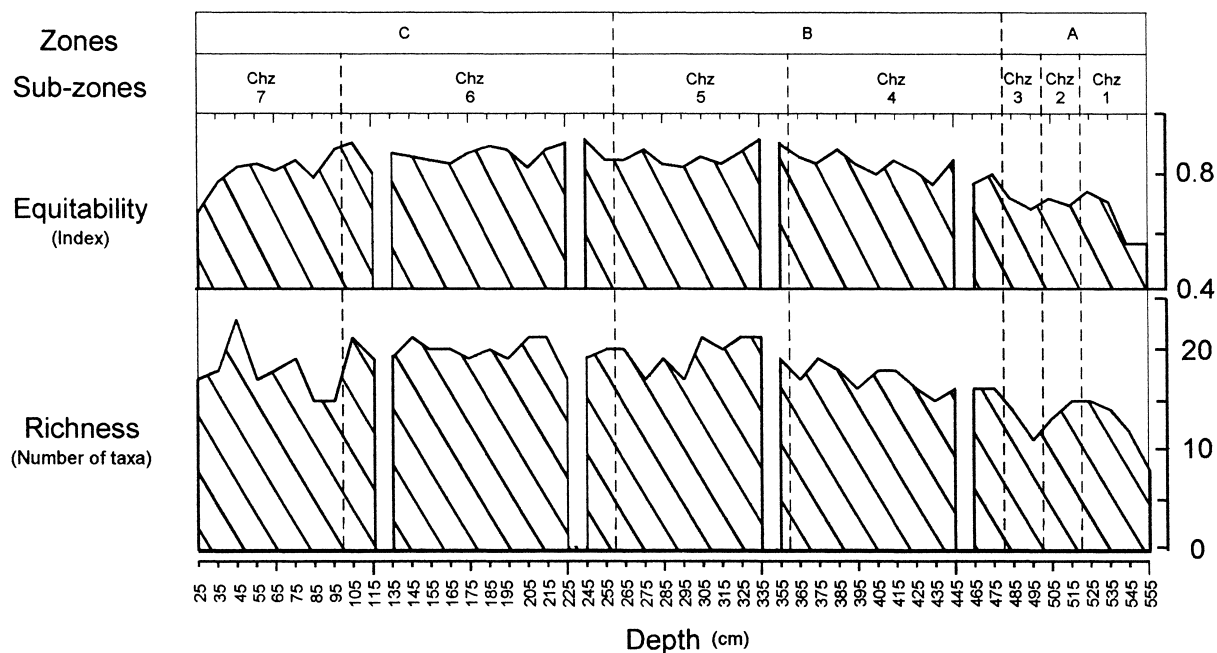 Zones
C B A
Sub-zones
Chz Chz Chz Chz Chz Chz Chz
7 6 5 4 3 2 1
Equitability
(Index)
0.8
0.4
Richness
(Number of taxa)
20
10
0
25 35 45 55 65 75 85 95 105 115 135 145 155 165 175 185 195 205 215 225 245 255 265 275 285 295 305 315 325 335 355 365 375 385 395 405 415 425 435 445 465 475 485 495 505 515 525 535 545 555
Depth (cm)